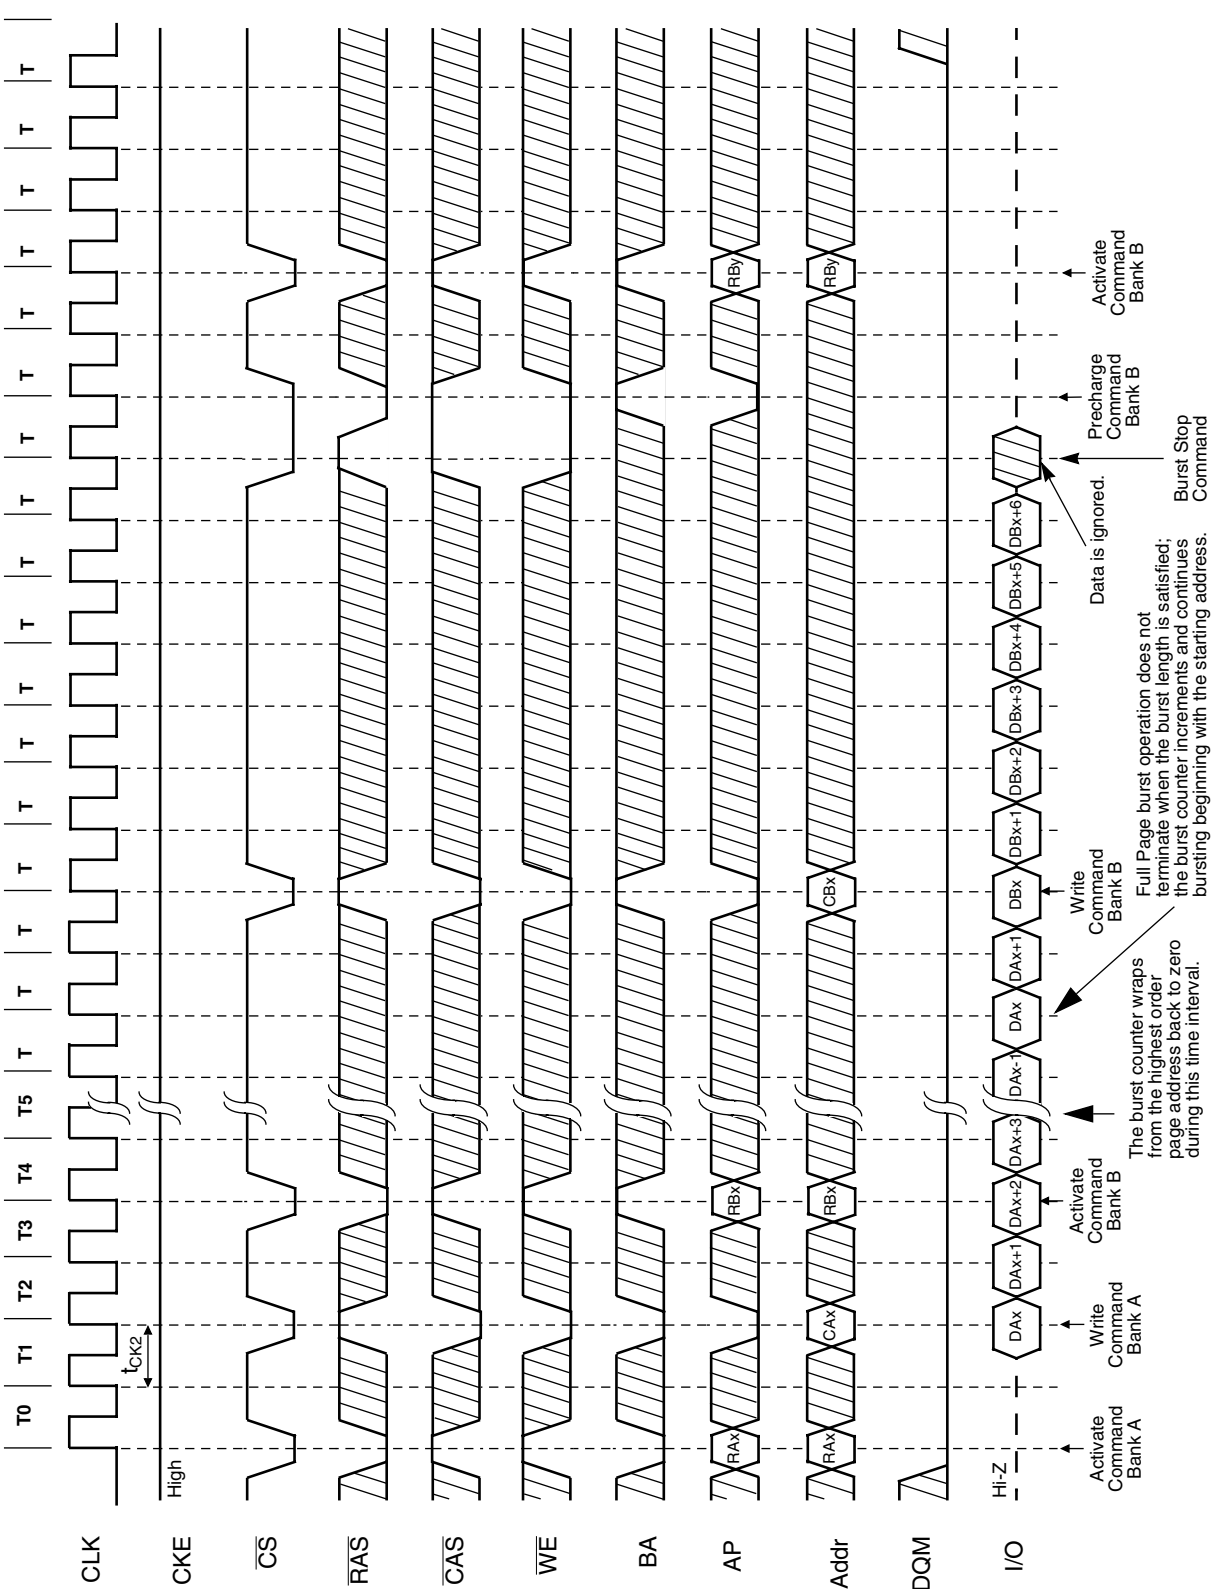 T0 T1 T2 T3 T4 T5 T T T T T T T T T T T T T T T T T
CLK
tCK2
CKE
High
CS
RAS
CAS
WE
BA
AP
RAx RBx RBy
Addr
RAx CAx RBx CBx RBy
DQM
I/O
Hi-Z
DAx DAx+1 DAx+2 DAx+3 DAx-1 DAx DAx+1 DBx DBx+1 DBx+2 DBx+3 DBx+4 DBx+5 DBx+6
Activate
Command
Bank A
Write
Command
Bank A
Activate
Command
Bank B
The burst counter wraps
from the highest order
page address back to zero
during this time interval.
Write
Command
Bank B
Full Page burst operation does not
terminate when the burst length is satisfied;
the burst counter increments and continues
bursting beginning with the starting address.
Data is ignored.
Burst Stop
Command
Precharge
Command
Bank B
Activate
Command
Bank B